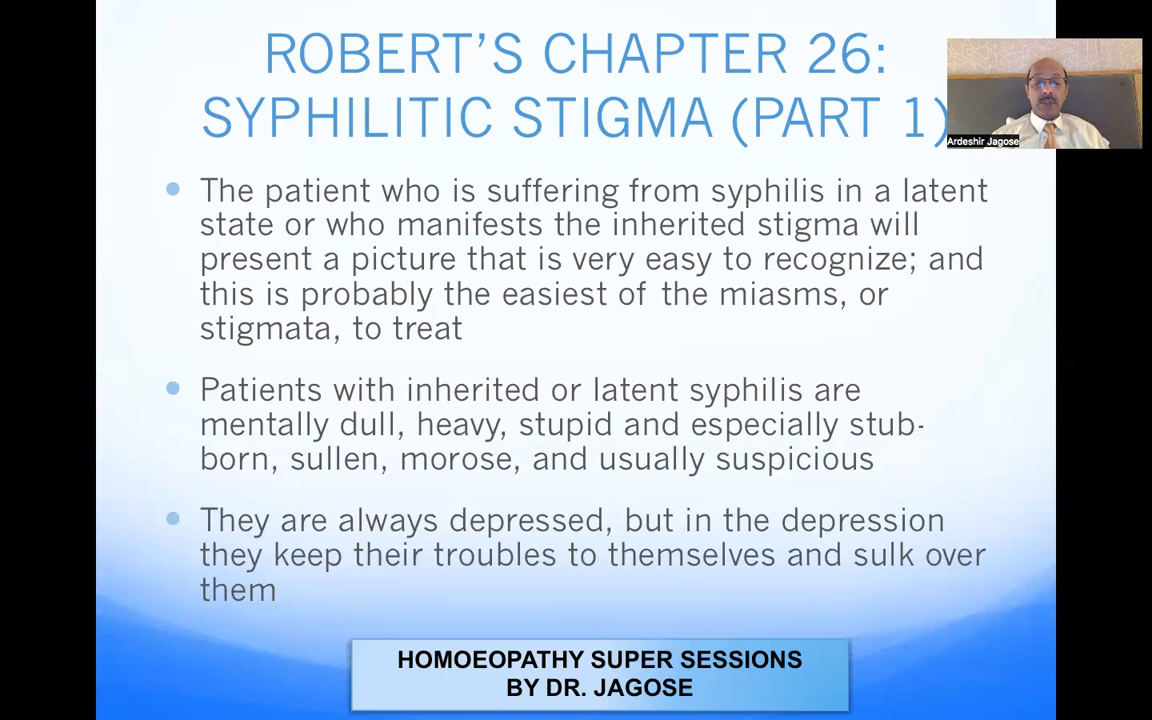 ROBERT'S CHAPTER 26:
SYPHILITIC STIGMA (PART 1)
Ardeshir Jagose
• The patient who is suffering from syphilis in a latent
state or who manifests the inherited stigma will
present a picture that is very easy to recognize; and
this is probably the easiest of the miasms, or
stigmata, to treat
• Patients with inherited or latent syphilis are
mentally dull, heavy, stupid and especially stub-
born, sullen, morose, and usually suspicious
• They are always depressed, but in the depression
they keep their troubles to themselves and sulk over
them
HOMOEOPATHY SUPER SESSIONS
BY DR. JAGOSE